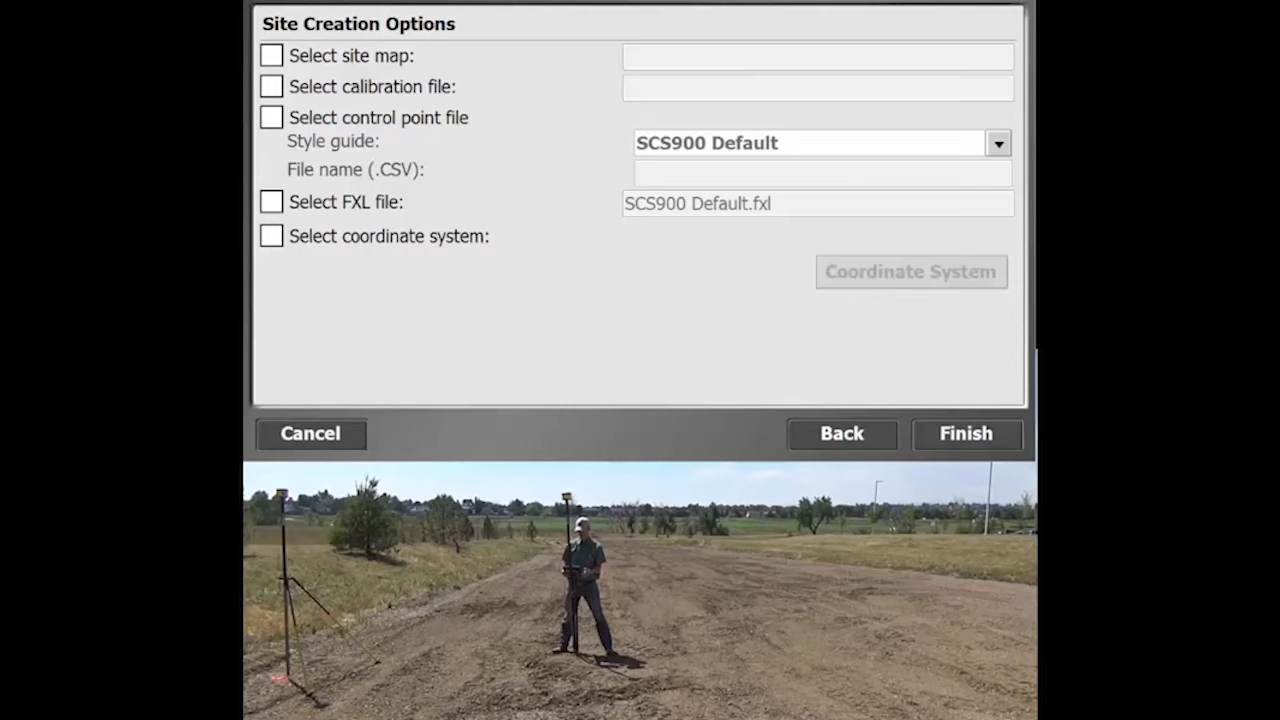 Site Creation Options
Select site map:
Select calibration file:
Select control point file
Style guide: SCS900 Default
File name (.CSV):
Select FXL file: SCS900 Default.fxl
Select coordinate system:
Coordinate System
Cancel Back Finish